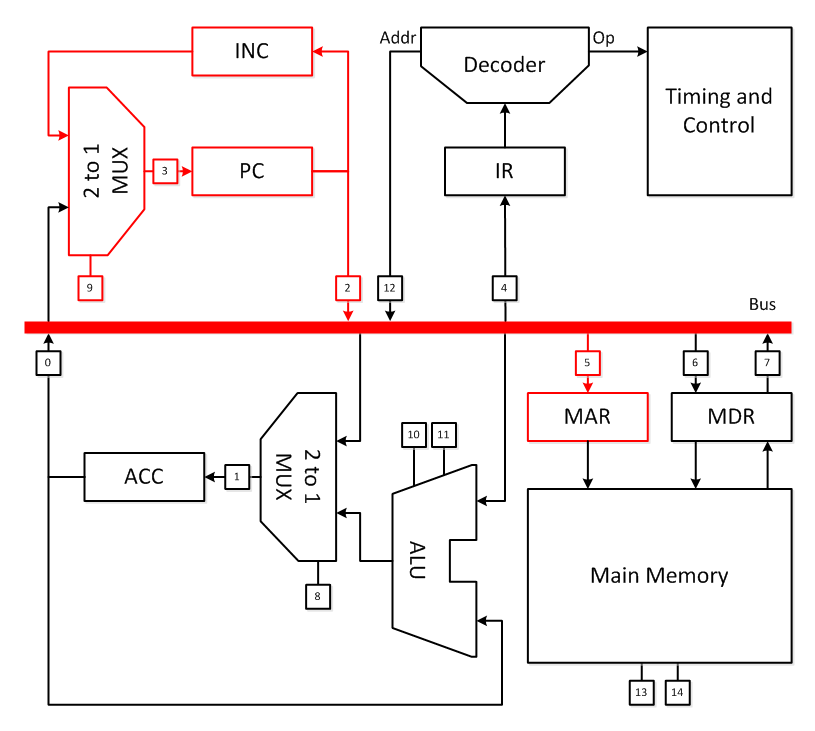 Addr
Op
INC
Decoder
Timing and
Control
2 to 1
MUX
3
PC
IR
9
2
12
4
Bus
0
5
6
7
MAR
MDR
10
11
ACC
1
2 to 1
MUX
ALU
Main Memory
8
13
14